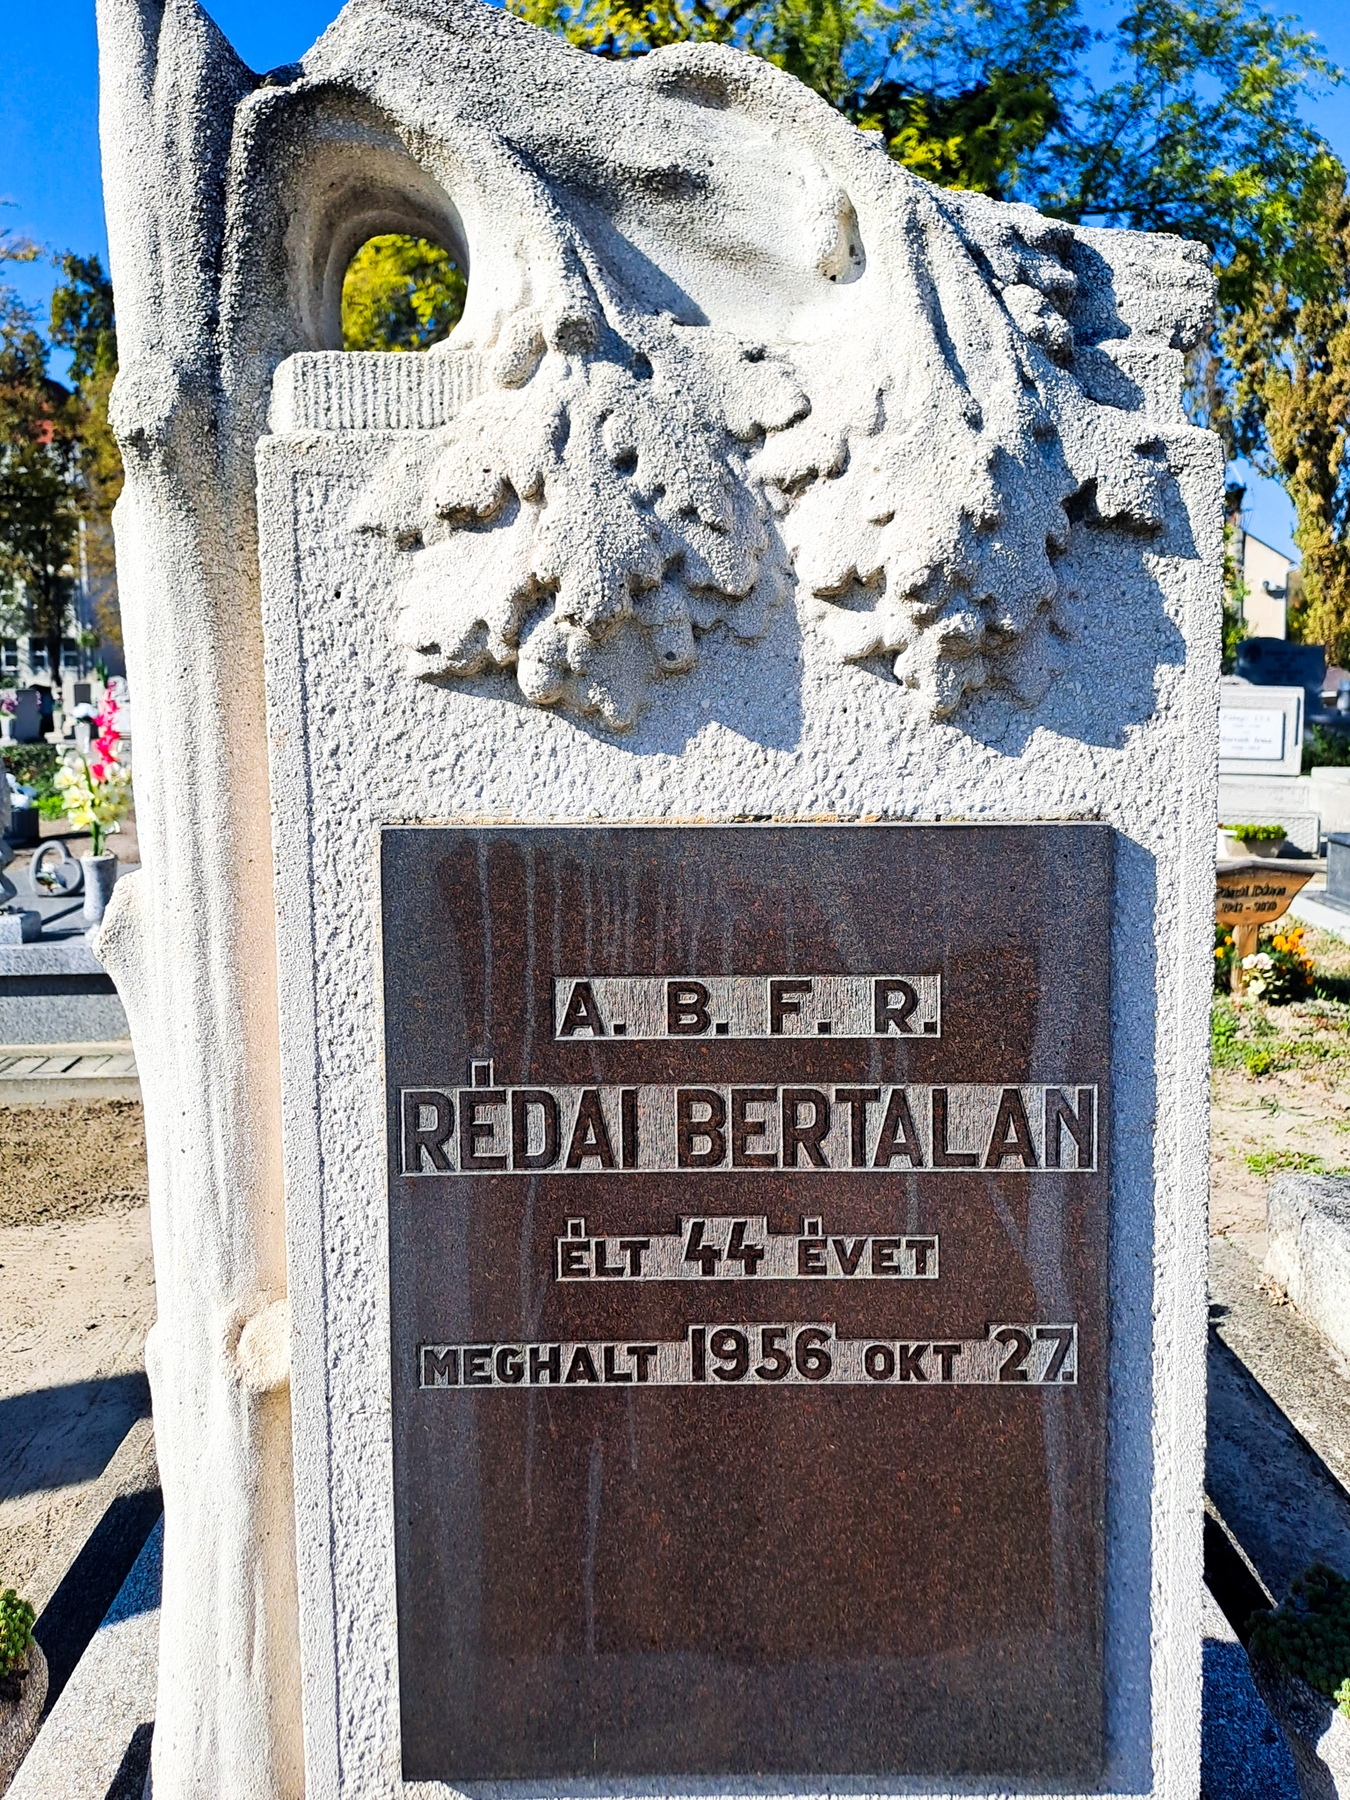 A. B. F. R.
RÉDAI BERTALAN
ÉLT 44 ÉVET
MEGHALT 1956 OKT 27.